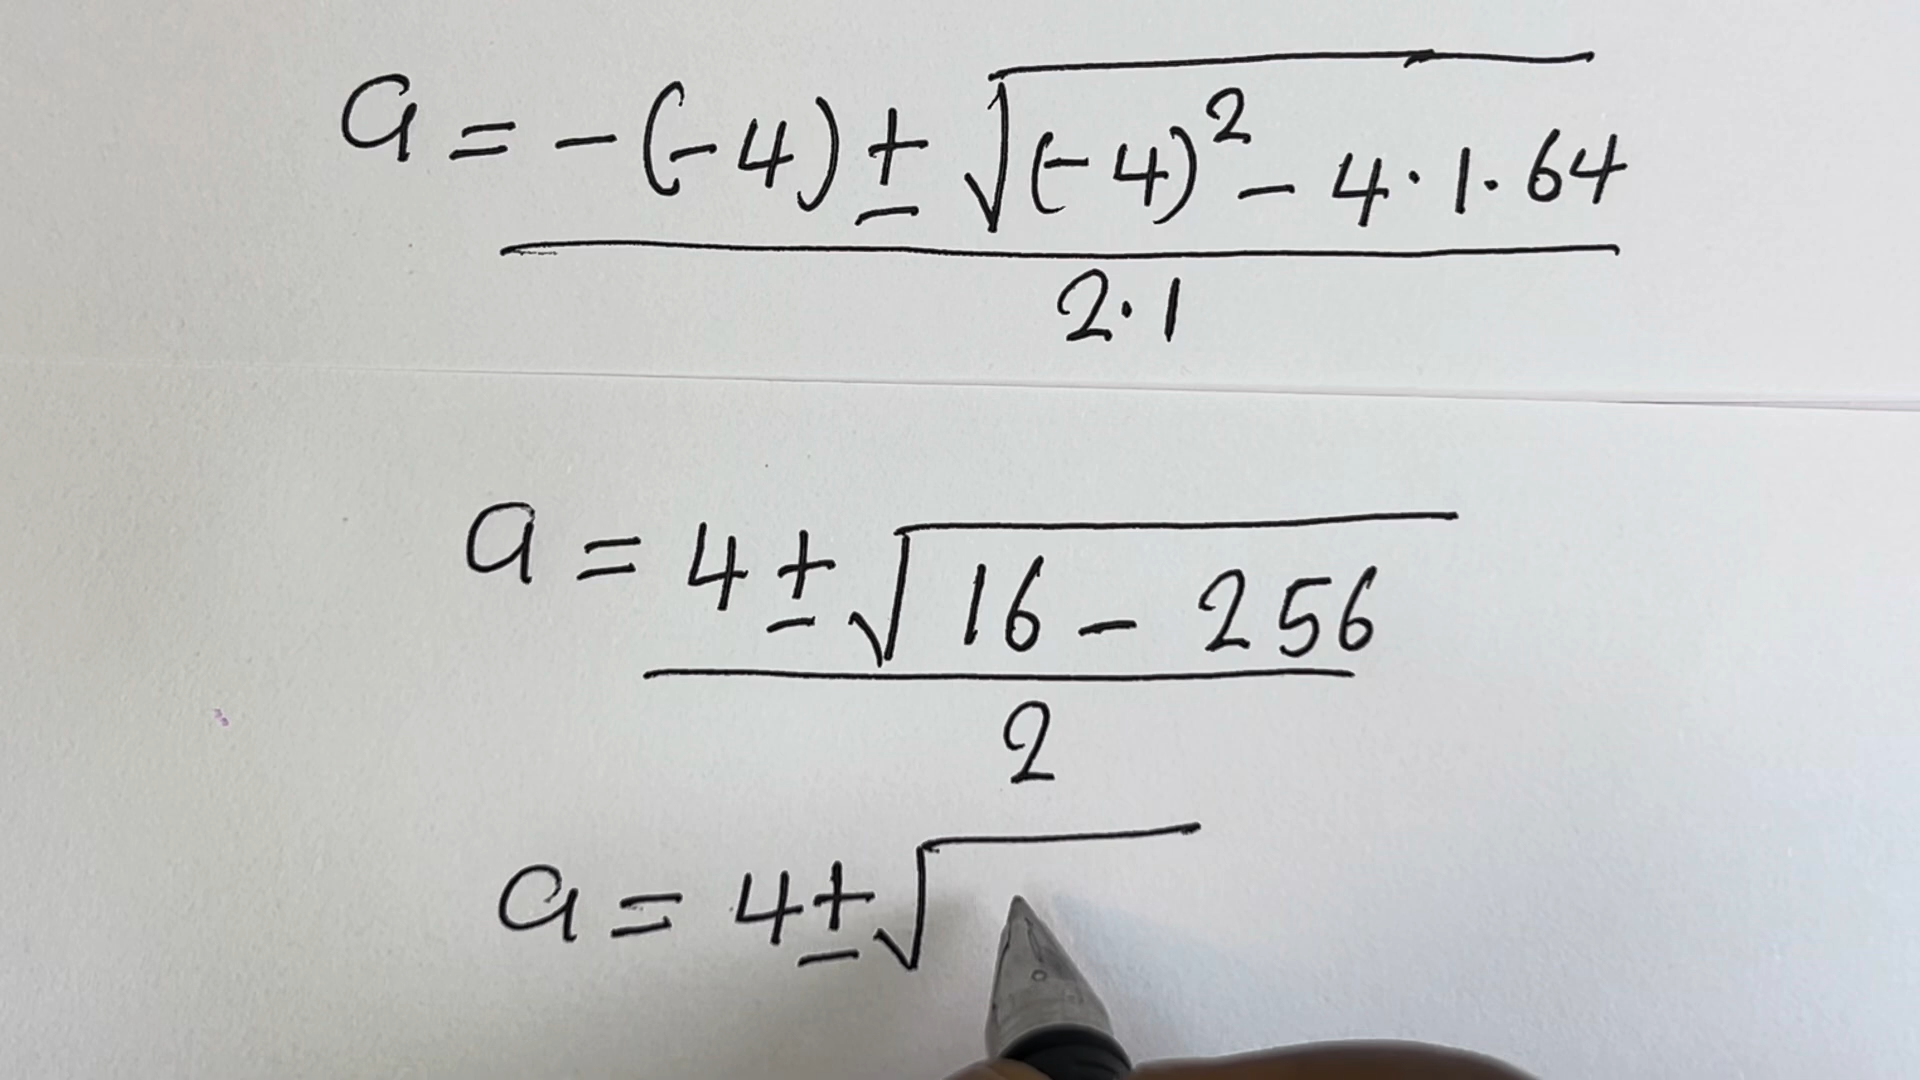 a = -(-4) ± √(-4)² - 4·1·64
2·1
a = 4 ± √16 - 256
2
a = 4 ± √